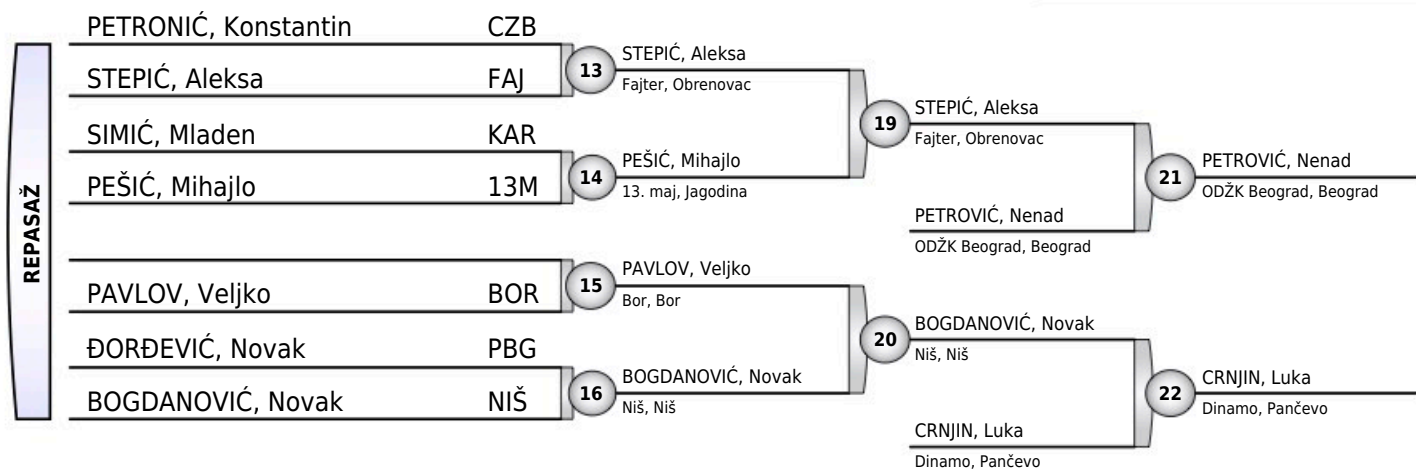 REPASAŽ
PETRONIĆ, Konstantin CZB
STEPIĆ, Aleksa FAJ
SIMIĆ, Mladen KAR
PEŠIĆ, Mihajlo 13M
PAVLOV, Veljko BOR
ĐORĐEVIĆ, Novak PBG
BOGDANOVIĆ, Novak NIŠ
13
STEPIĆ, Aleksa
Fajter, Obrenovac
14
PEŠIĆ, Mihajlo
13. maj, Jagodina
15
PAVLOV, Veljko
Bor, Bor
16
BOGDANOVIĆ, Novak
Niš, Niš
19
STEPIĆ, Aleksa
Fajter, Obrenovac
PETROVIĆ, Nenad
ODŽK Beograd, Beograd
20
BOGDANOVIĆ, Novak
Niš, Niš
CRNJIN, Luka
Dinamo, Pančevo
21
PETROVIĆ, Nenad
ODŽK Beograd, Beograd
22
CRNJIN, Luka
Dinamo, Pančevo